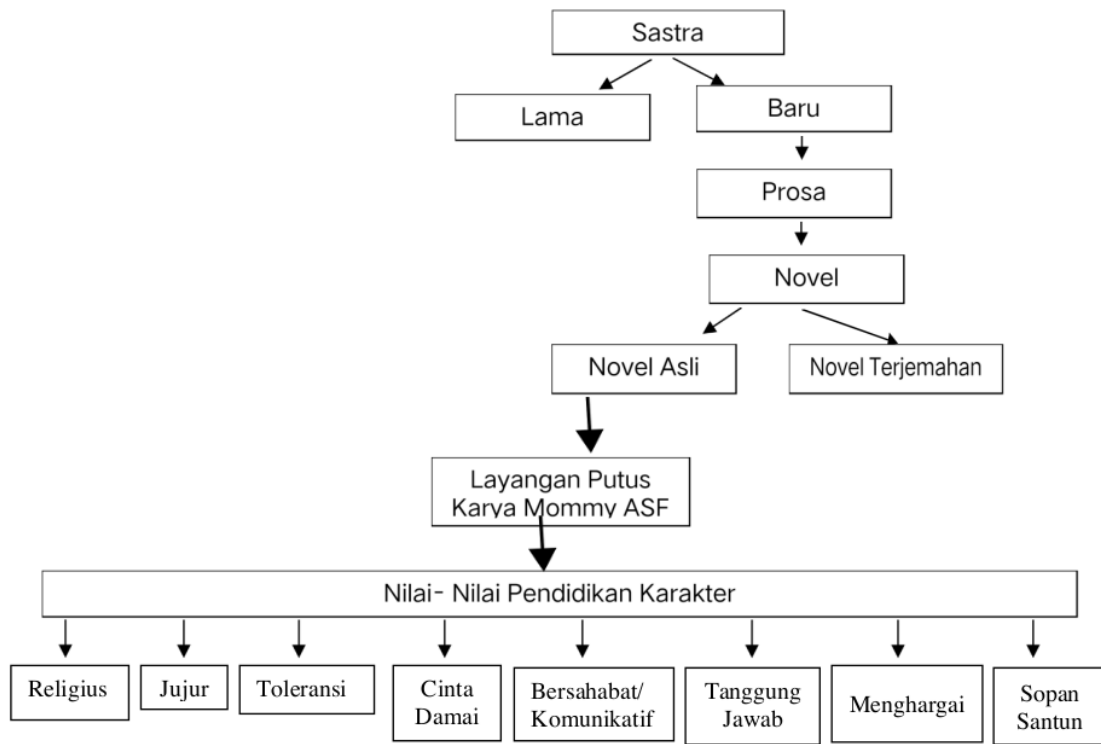 Sastra
Lama
Baru
Prosa
Novel
Novel Asli
Novel Terjemahan
Layangan Putus
Karya Mommy ASF
Nilai- Nilai Pendidikan Karakter
Religius
Jujur
Toleransi
Cinta
Damai
Bersahabat/
Komunikatif
Tanggung
Jawab
Menghargai
Sopan
Santun